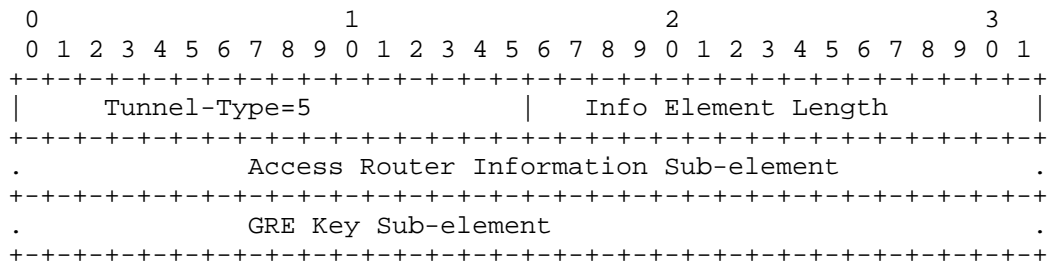 0                   1                   2                   3
 0 1 2 3 4 5 6 7 8 9 0 1 2 3 4 5 6 7 8 9 0 1 2 3 4 5 6 7 8 9 0 1
+-+-+-+-+-+-+-+-+-+-+-+-+-+-+-+-+-+-+-+-+-+-+-+-+-+-+-+-+-+-+-+-+
|     Tunnel-Type=5             |   Info Element Length         |
+-+-+-+-+-+-+-+-+-+-+-+-+-+-+-+-+-+-+-+-+-+-+-+-+-+-+-+-+-+-+-+-+
.              Access Router Information Sub-element            .
+-+-+-+-+-+-+-+-+-+-+-+-+-+-+-+-+-+-+-+-+-+-+-+-+-+-+-+-+-+-+-+-+
.              GRE Key Sub-element                              .
+-+-+-+-+-+-+-+-+-+-+-+-+-+-+-+-+-+-+-+-+-+-+-+-+-+-+-+-+-+-+-+-+